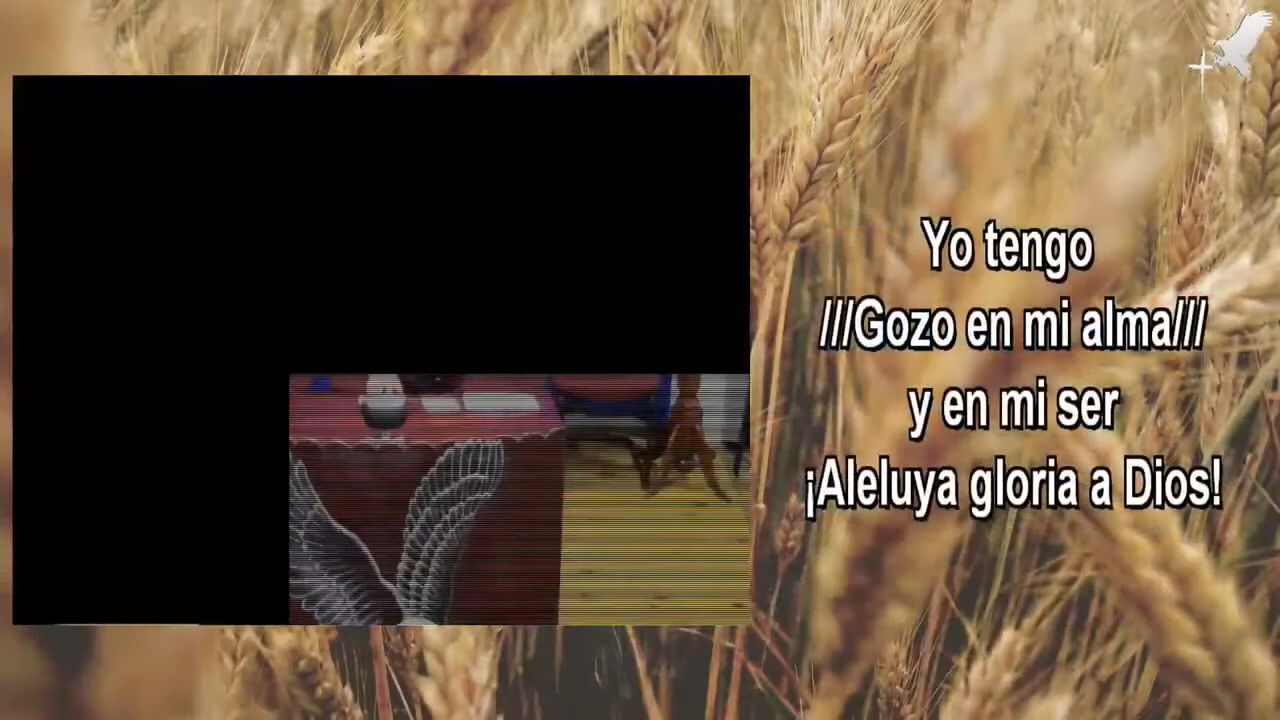 Yo tengo
///Gozo en mi alma///
y en mi ser
¡Aleluya gloria a Dios!